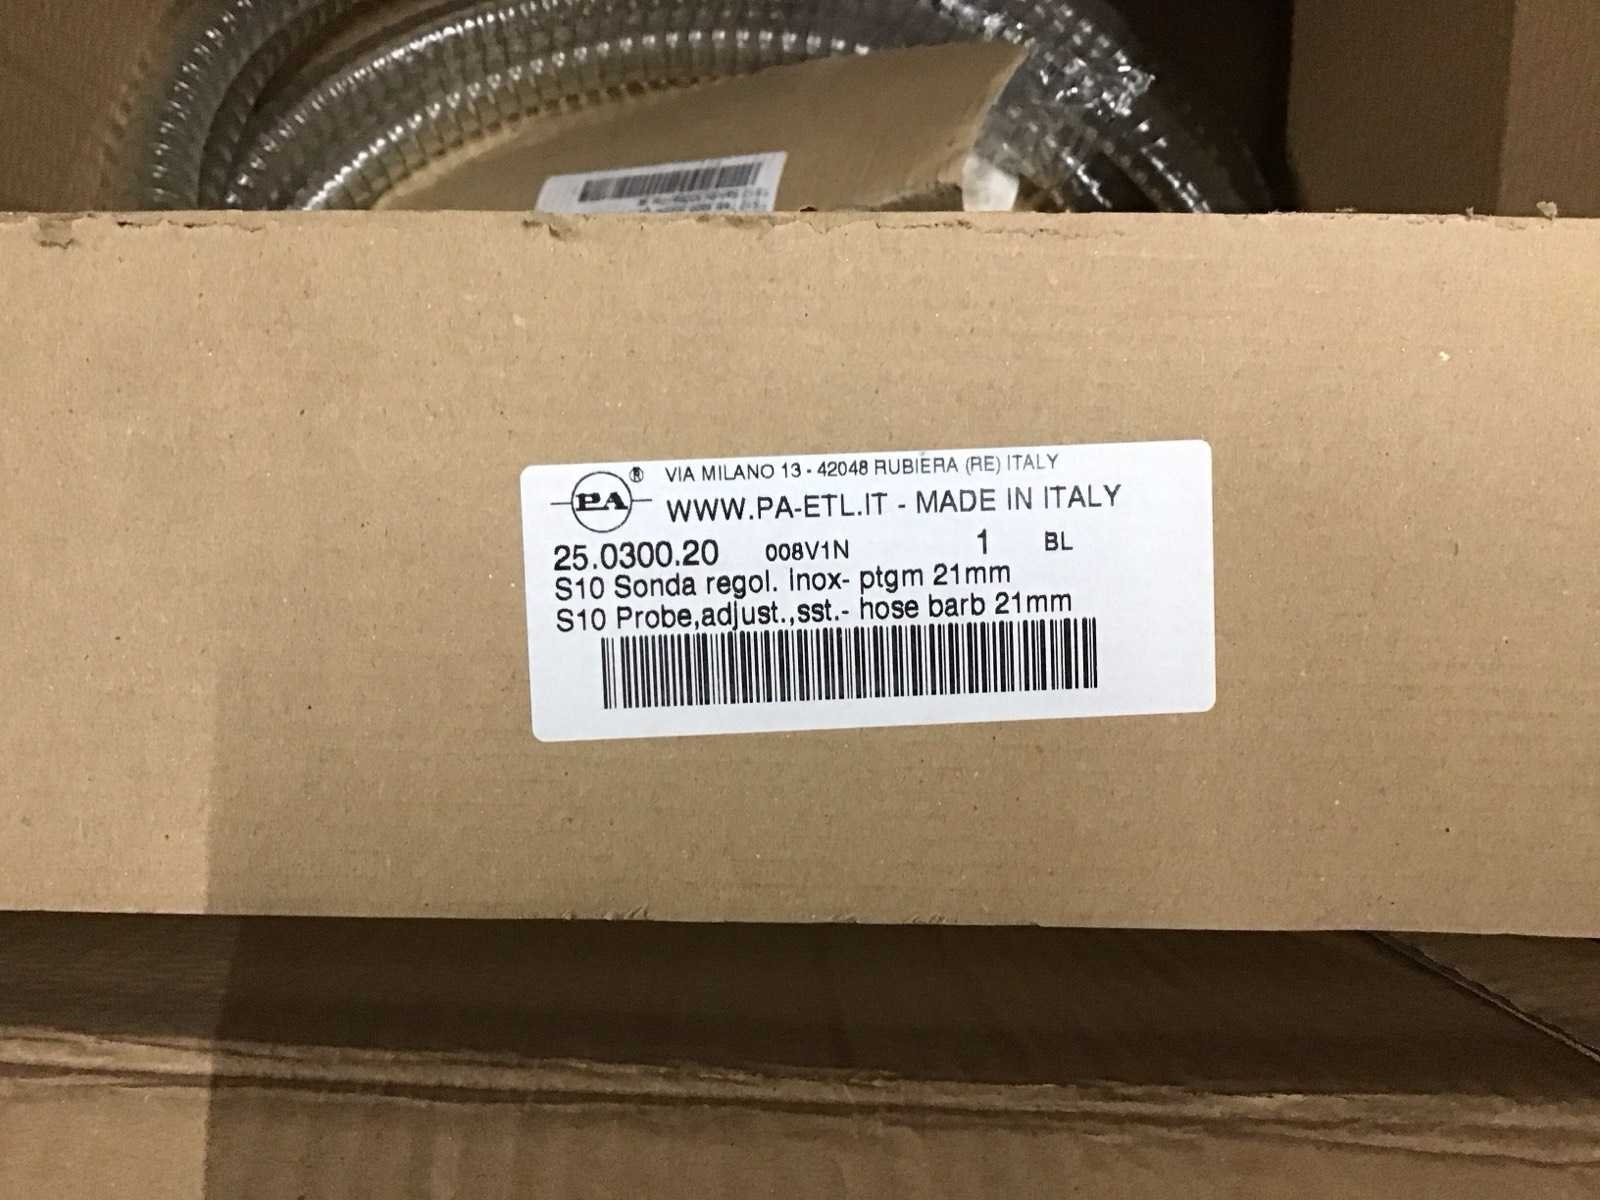 PA ®
VIA MILANO 13 - 42048 RUBIERA (RE) ITALY
WWW.PA-ETL.IT - MADE IN ITALY
25.0300.20 008V1N 1 BL
S10 Sonda regol. inox- ptgm 21mm
S10 Probe,adjust.,sst.- hose barb 21mm